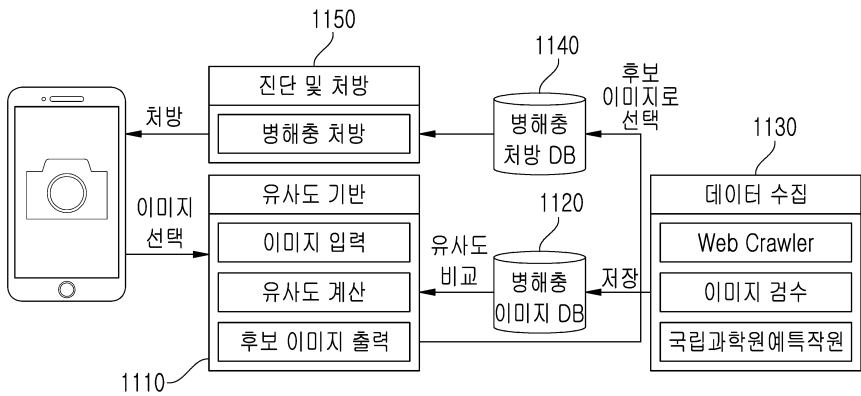 1150
진단 및 처방
병해충 처방
처방
1140
병해충
처방 DB
후보
이미지로
선택
1130
데이터 수집
Web Crawler
이미지 검수
국립과학원예특작원
이미지
선택
유사도 기반
이미지 입력
유사도 계산
후보 이미지 출력
유사도
비교
1120
병해충
이미지 DB
저장
1110